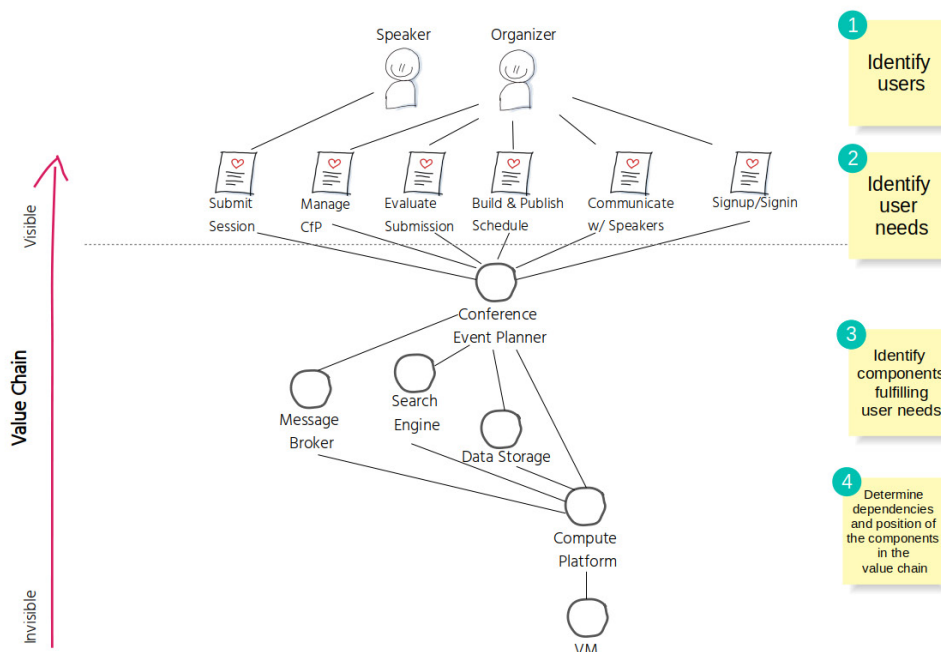 Speaker
Organizer
1
Identify
users
Submit
Session
Manage
CfP
Evaluate
Submission
Build & Publish
Schedule
Communicate
w/ Speakers
Signup/Signin
2
Identify
user
needs
Visible
Conference
Event Planner
3
Identify
components
fulfilling
user needs
Value Chain
Message
Broker
Search
Engine
Data Storage
4
Determine
dependencies
and position of
the components
in the
value chain
Compute
Platform
Invisible
VM